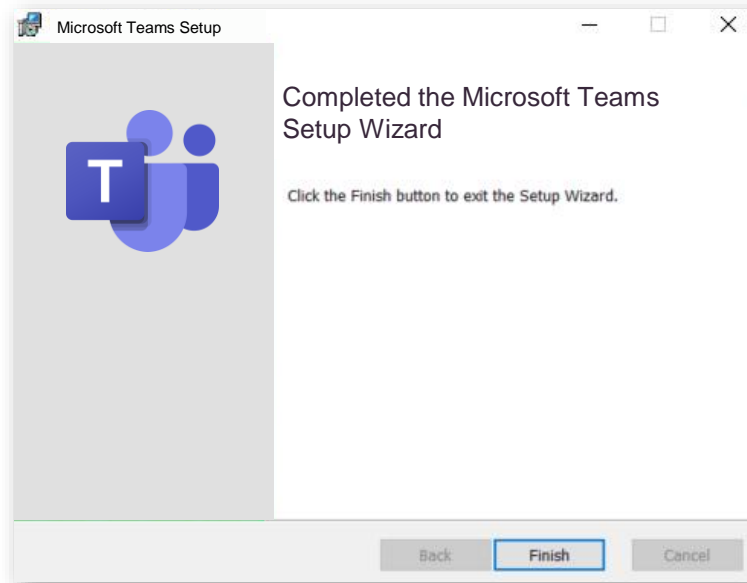 Microsoft Teams Setup
Completed the Microsoft Teams
Setup Wizard
T
Click the Finish button to exit the Setup Wizard.
Back
Finish
Cancel